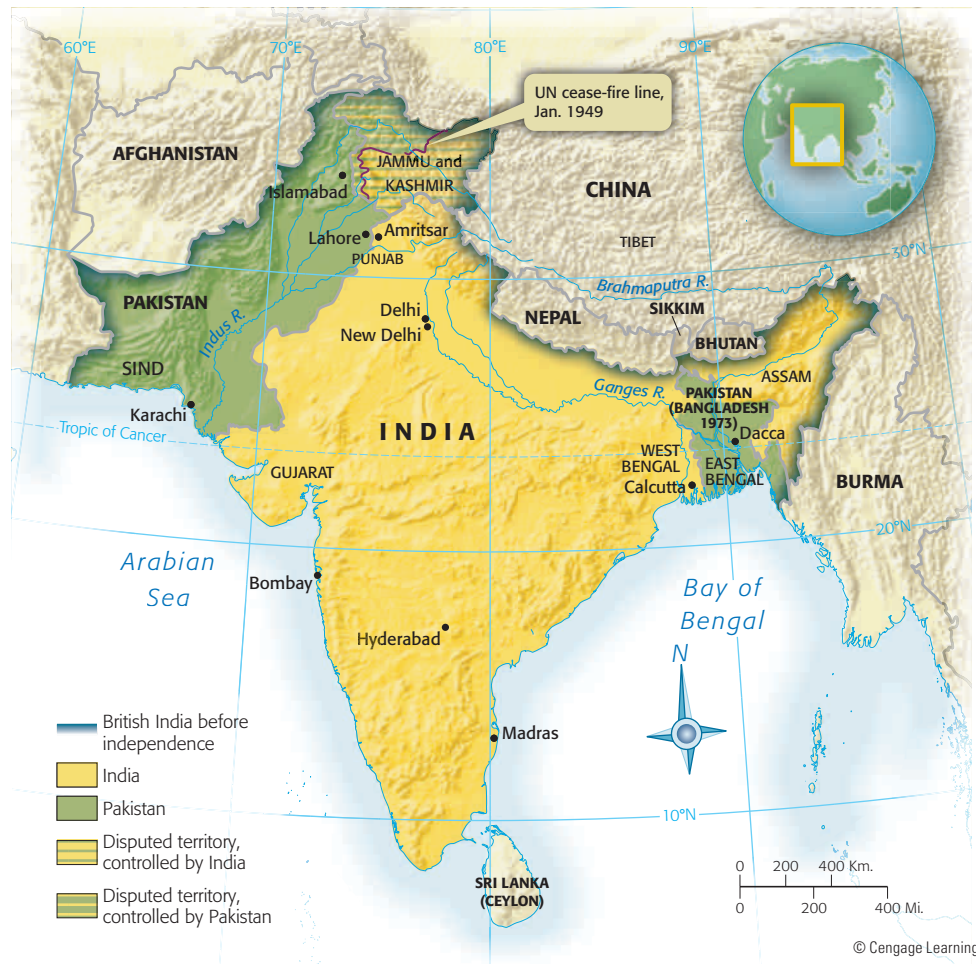 60°E
70°E
80°E
90°E
UN cease-fire line,
Jan. 1949
AFGHANISTAN
JAMMU and
KASHMIR
Islamabad
CHINA
Lahore
Amritsar
PUNJAB
TIBET
30°N
Brahmaputra R.
PAKISTAN
Indus R.
Delhi
New Delhi
NEPAL
SIKKIM
BHUTAN
SIND
ASSAM
Ganges R.
PAKISTAN
(BANGLADESH
1973)
Karachi
Tropic of Cancer
INDIA
Dacca
WEST
BENGAL
EAST
BENGAL
Calcutta
GUJARAT
BURMA
20°N
Arabian
Sea
Bombay
Bay of
Bengal
Hyderabad
N
Madras
British India before
independence
India
Pakistan
Disputed territory,
controlled by India
Disputed territory,
controlled by Pakistan
10°N
SRI LANKA
(CEYLON)
0 200 400 Km.
0 200 400 Mi.
© Cengage Learning